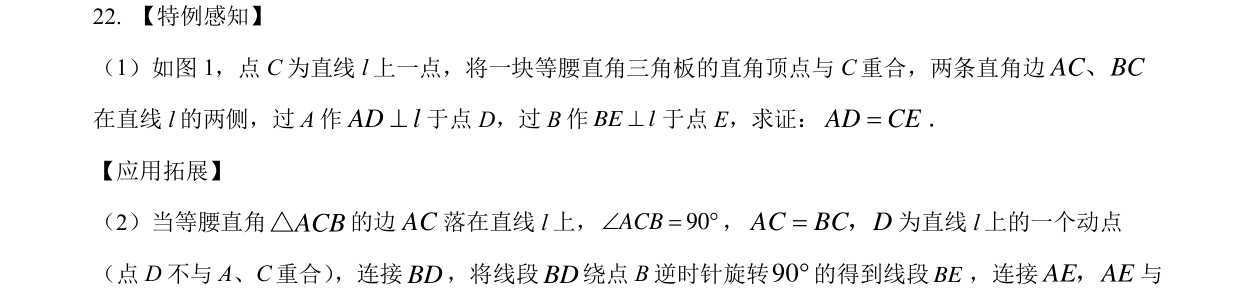 22. 【特例感知】
（1）如图 1，点 C 为直线 l 上一点，将一块等腰直角三角板的直角顶点与 C 重合，两条直角边 AC、BC
在直线 l 的两侧，过 A 作 AD⊥l 于点 D，过 B 作 BE⊥l 于点 E，求证：AD=CE．
【应用拓展】
（2）当等腰直角△ACB 的边 AC 落在直线 l 上，∠ACB=90°，AC=BC，D 为直线 l 上的一个动点
（点 D 不与 A、C 重合），连接 BD，将线段 BD 绕点 B 逆时针旋转90°的得到线段 BE，连接 AE，AE 与